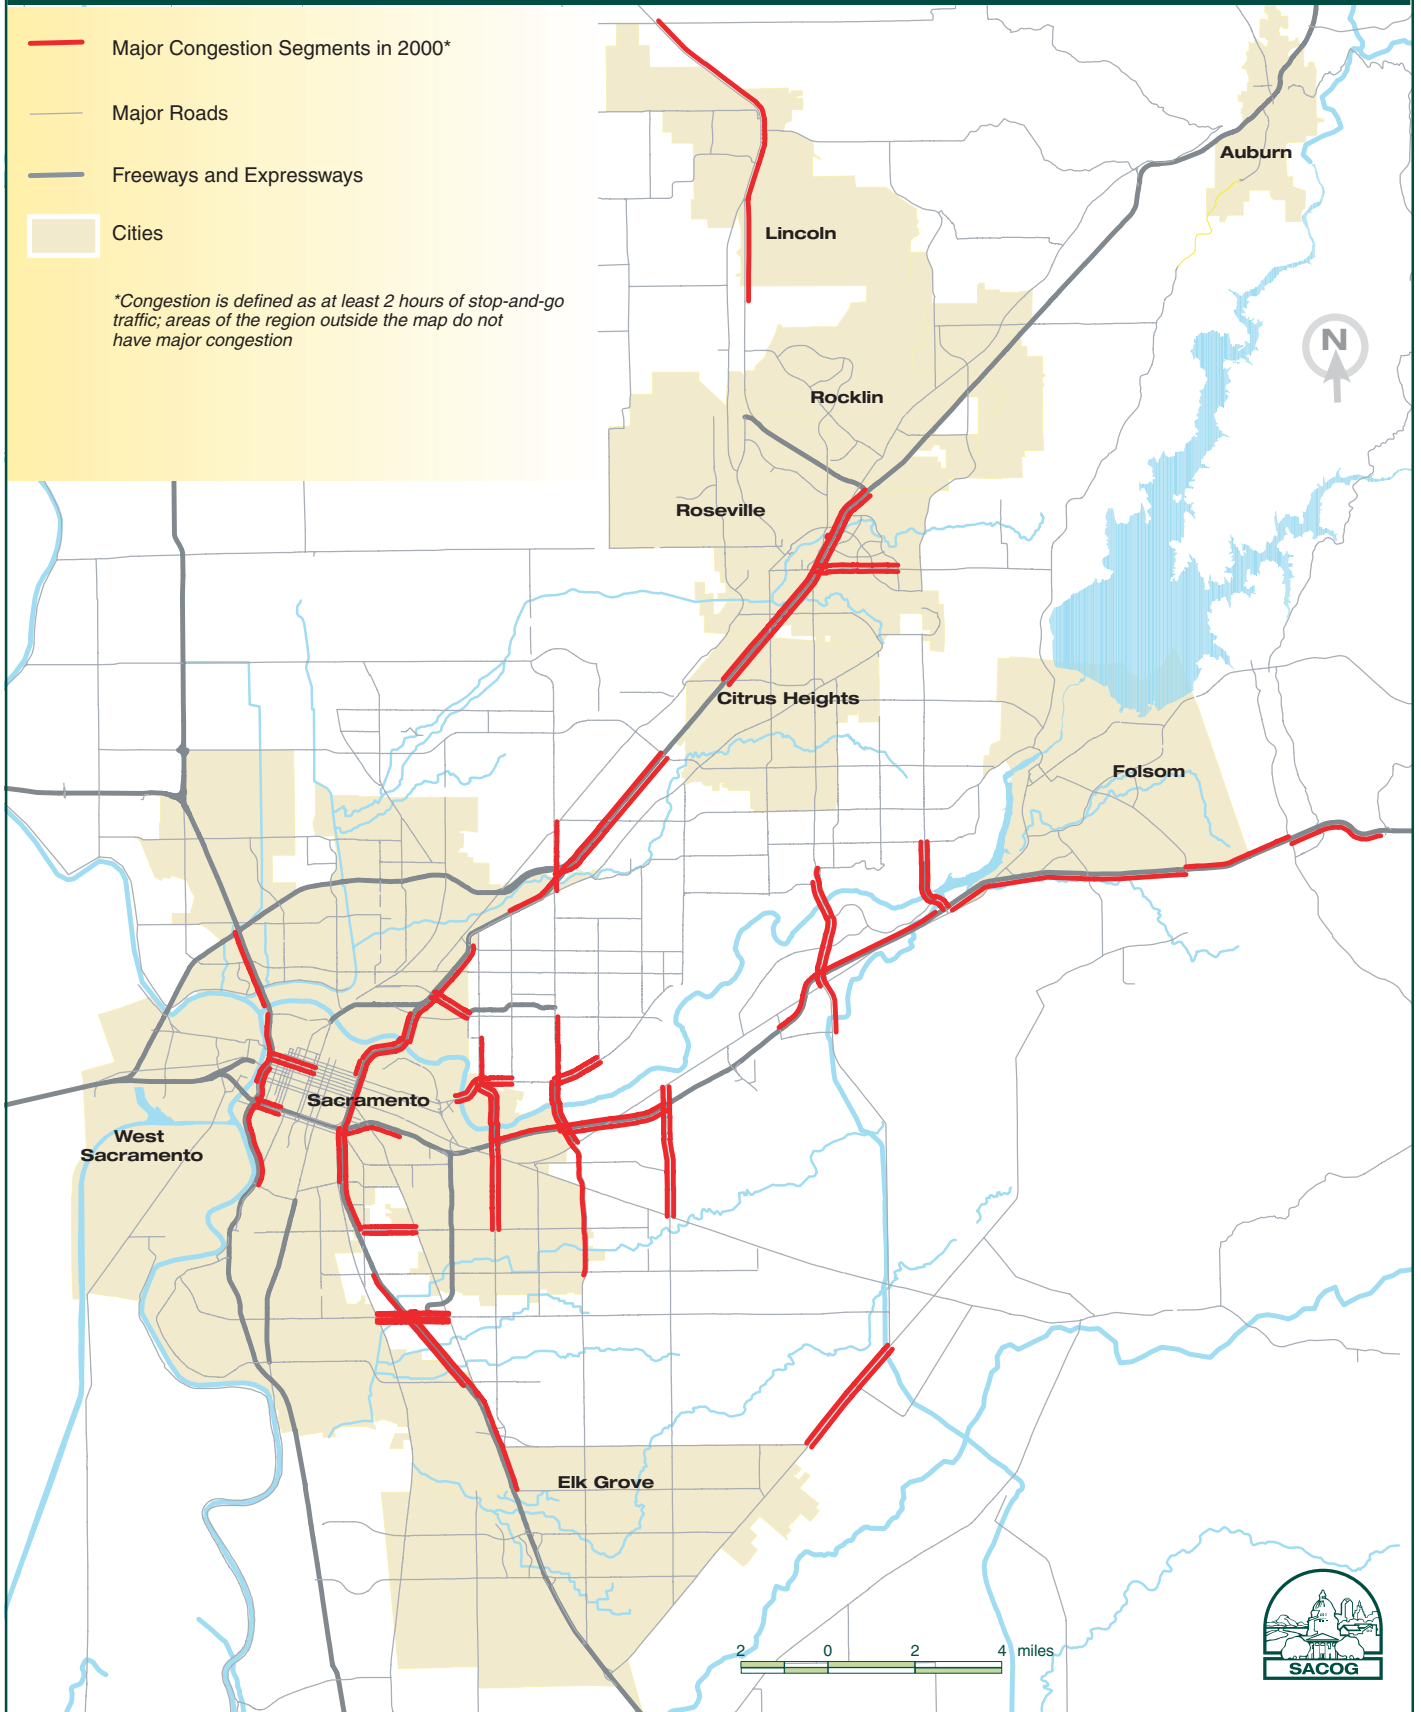 Major Congestion Segments in 2000*
Major Roads
Freeways and Expressways
Cities
*Congestion is defined as at least 2 hours of stop-and-go
traffic; areas of the region outside the map do not
have major congestion
Auburn
Lincoln
N
Rocklin
Roseville
Citrus Heights
Folsom
Sacramento
West
Sacramento
Elk Grove
2 0 2 4 miles
SACOG